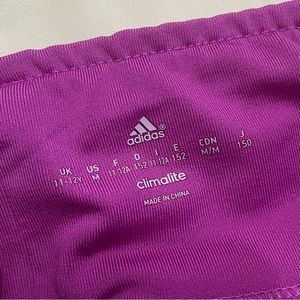 adidas
UK US F D I E CDN J
11-12Y M 11-12A 152 11-12A 152 M/M 150
climalite
MADE IN CHINA